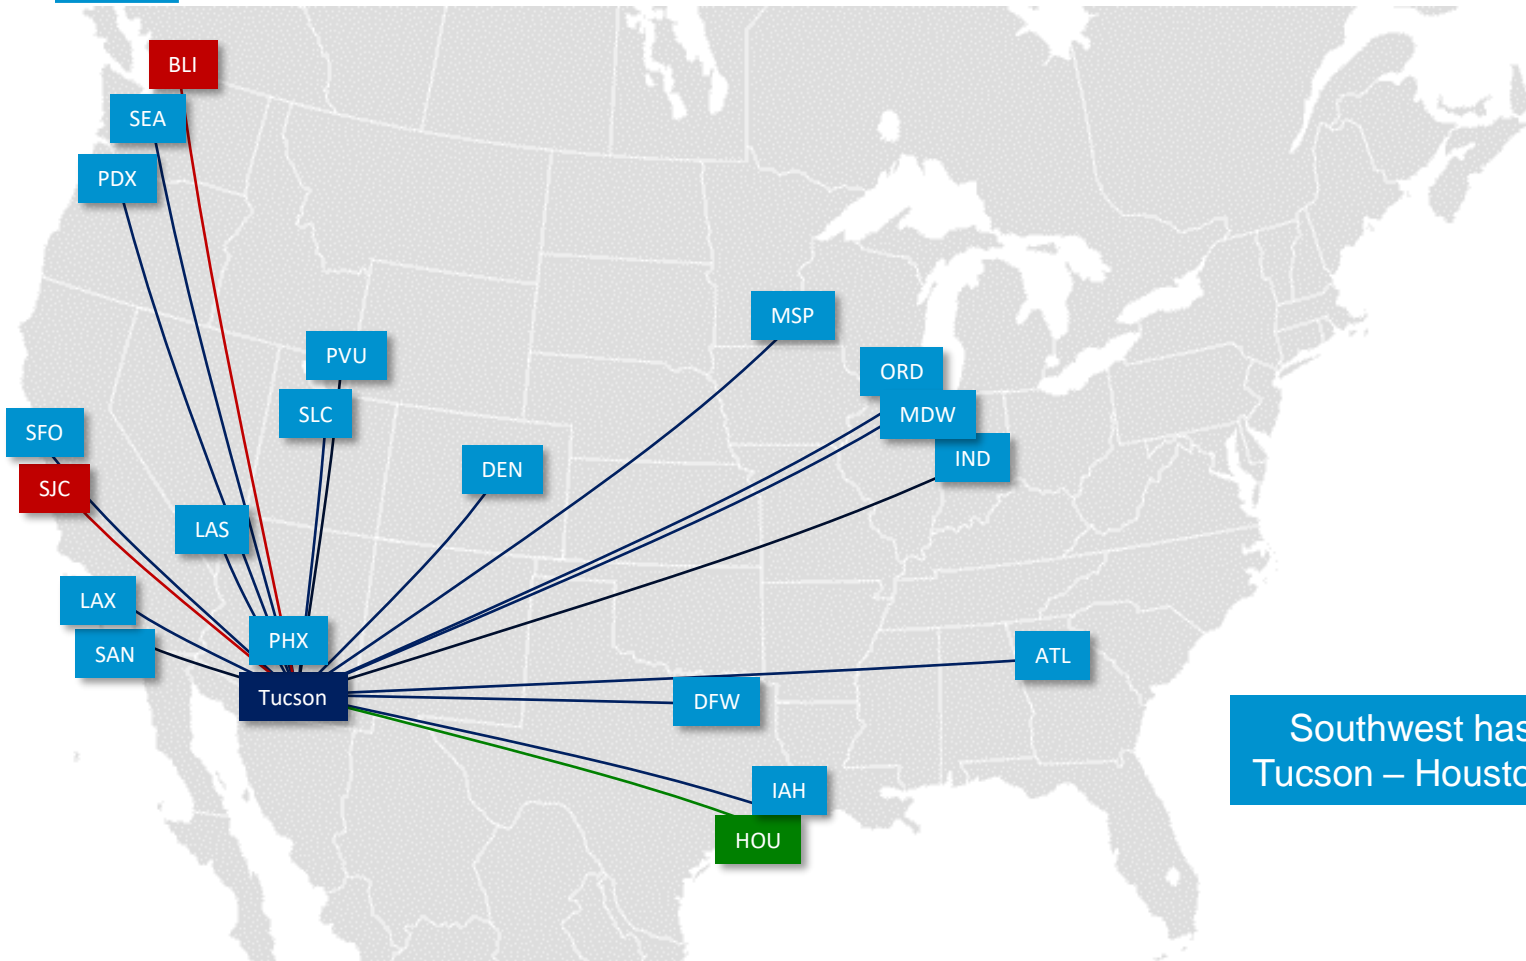 BLI
SEA
PDX
MSP
PVU
ORD
SLC
MDW
SFO
IND
DEN
SJC
LAS
LAX
PHX
SAN
ATL
Tucson
DFW
Southwest has
Tucson –
IAH
HOU